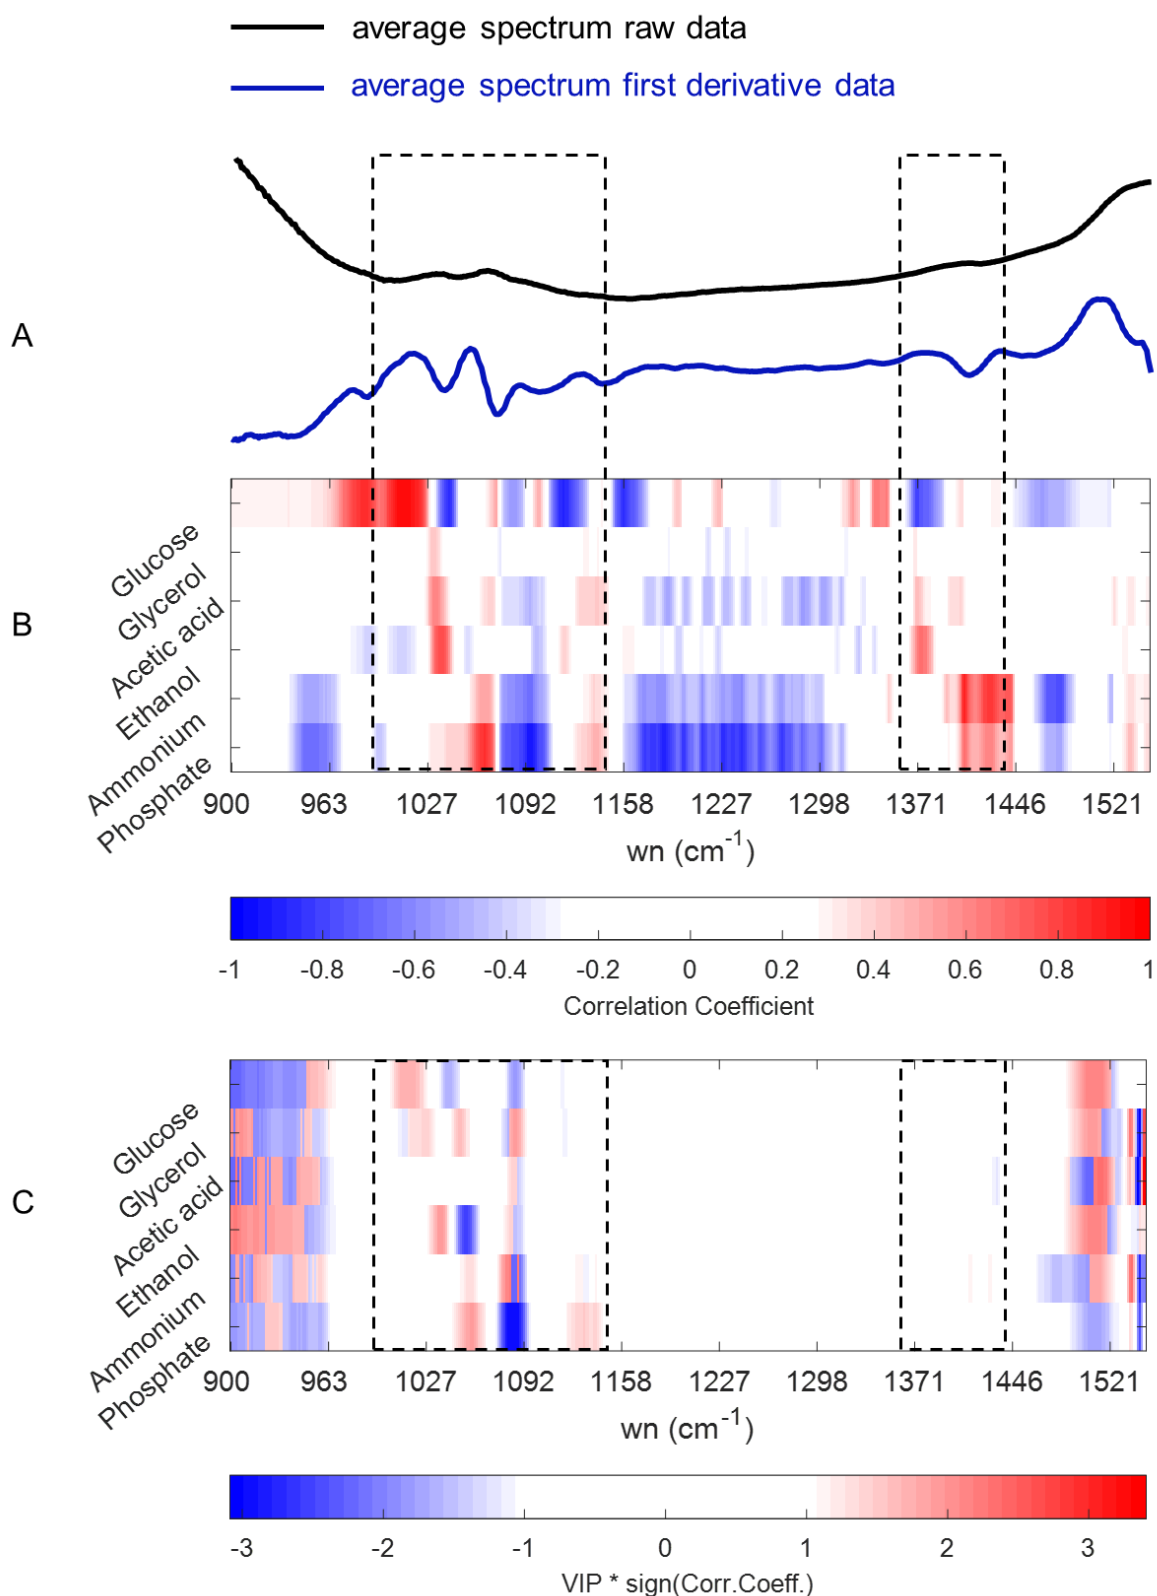 average spectrum raw data
average spectrum first derivative data
A
B
Glucose
Glycerol
Acetic acid
Ethanol
Ammonium
Phosphate
900 963 1027 1092 1158 1227 1298 1371 1446 1521
wn (cm⁻¹)
-1 -0.8 -0.6 -0.4 -0.2 0 0.2 0.4 0.6 0.8 1
Correlation Coefficient
C
Glucose
Glycerol
Acetic acid
Ethanol
Ammonium
Phosphate
900 963 1027 1092 1158 1227 1298 1371 1446 1521
wn (cm⁻¹)
-3 -2 -1 0 1 2 3
VIP * sign(Corr.Coeff.)